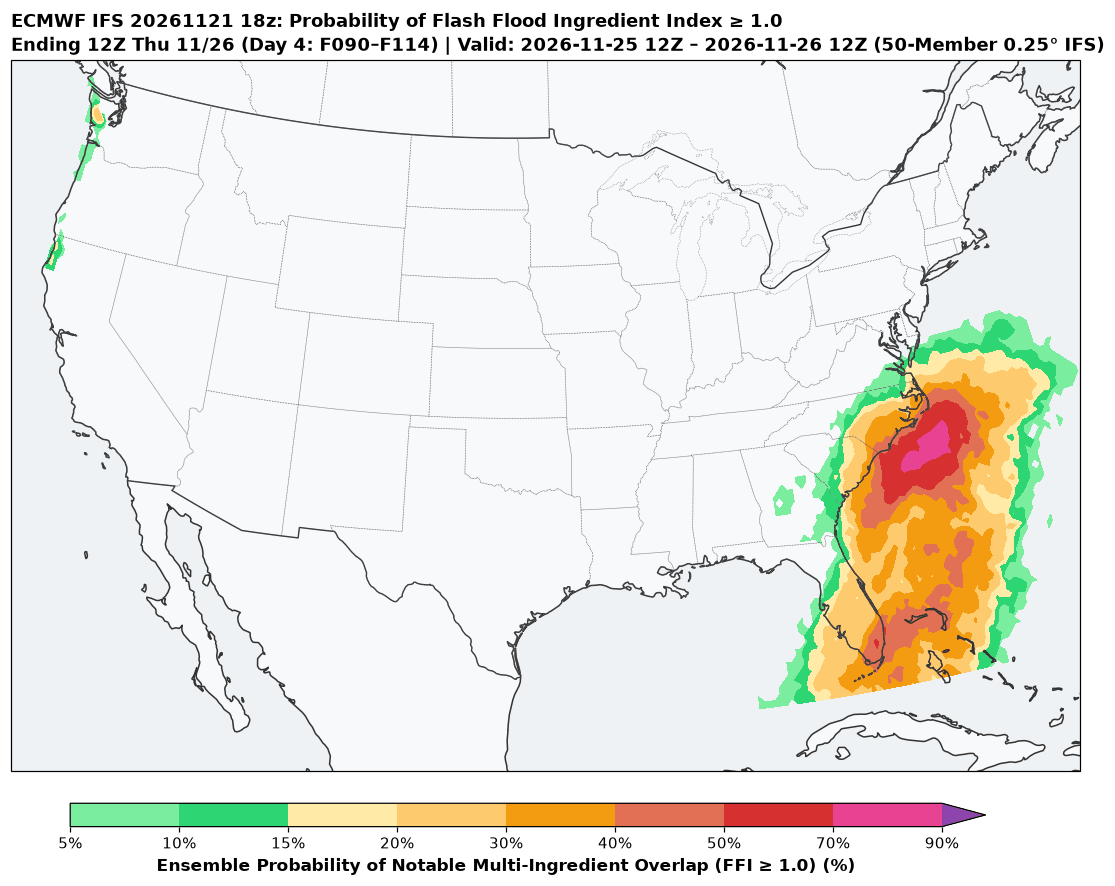 ECMWF IFS 20261121 18z: Probability of Flash Flood Ingredient Index ≥ 1.0
Ending 12Z Thu 11/26 (Day 4: F090–F114) | Valid: 2026-11-25 12Z – 2026-11-26 12Z (50-Member 0.25° IFS)
5% 10% 15% 20% 30% 40% 50% 70% 90%
Ensemble Probability of Notable Multi-Ingredient Overlap (FFI ≥ 1.0) (%)